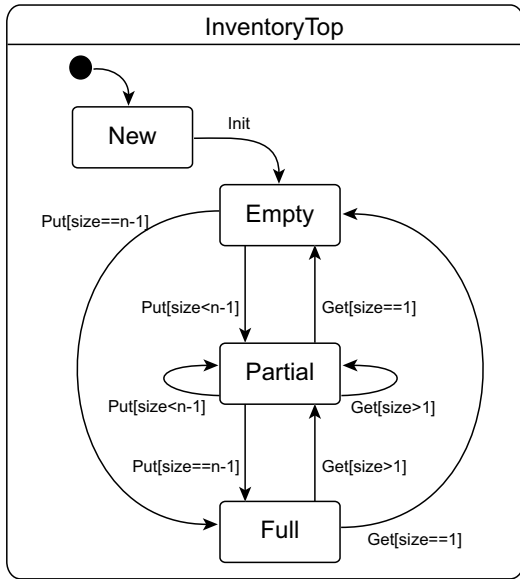 InventoryTop
New
Init
Empty
Put[size==n-1]
Put[size<n-1]
Get[size==1]
Partial
Put[size<n-1]
Get[size>1]
Put[size==n-1]
Get[size>1]
Full
Get[size==1]